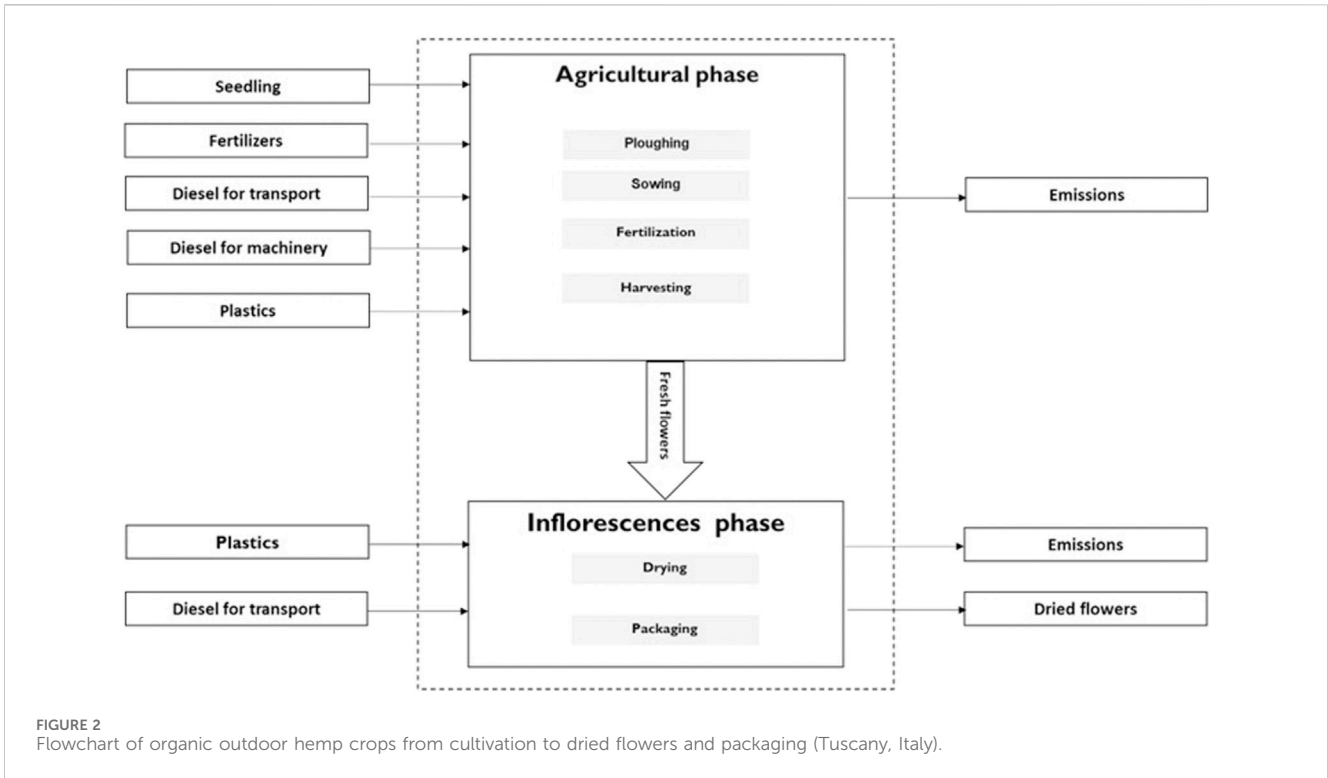 Agricultural phase
Seedling
Fertilizers
Diesel for transport
Diesel for machinery
Plastics
Ploughing
Sowing
Fertilization
Harvesting
Emissions
Fresh flowers
Inflorescences phase
Plastics
Diesel for transport
Drying
Packaging
Emissions
Dried flowers
FIGURE 2
Flowchart of organic outdoor hemp crops from cultivation to dried flowers and packaging (Tuscany, Italy).